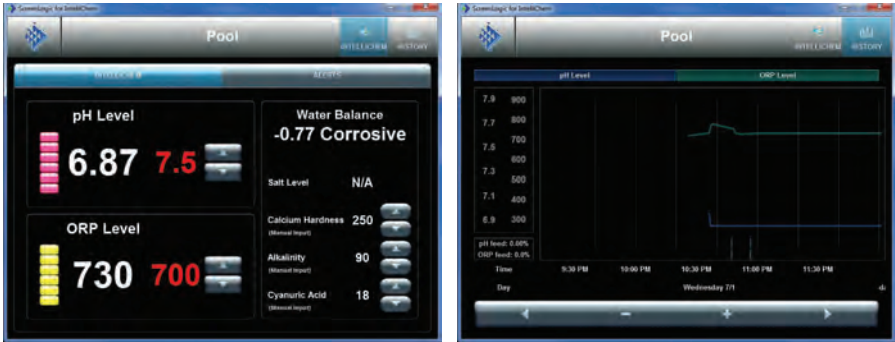 ScreenLogic for IntelliChem
Pool
INTELLICHEM
HISTORY
INTELLICHEM
ALERTS
pH Level
6.87 7.5
ORP Level
730 700
Water Balance
-0.77 Corrosive
Salt Level N/A
Calcium Hardness 250
(Manual Input)
Alkalinity 90
(Manual Input)
Cyanuric Acid 18
(Manual Input)
ScreenLogic for IntelliChem
Pool
INTELLICHEM
HISTORY
pH Level
ORP Level
7.9 900
7.7 800
700
7.5
600
7.3
500
7.1
400
6.9 300
pH feed: 0.00%
ORP feed: 0.0%
Time 9:30 PM 10:00 PM 10:30 PM 11:00 PM 11:30 PM
Day Wednesday 7/1